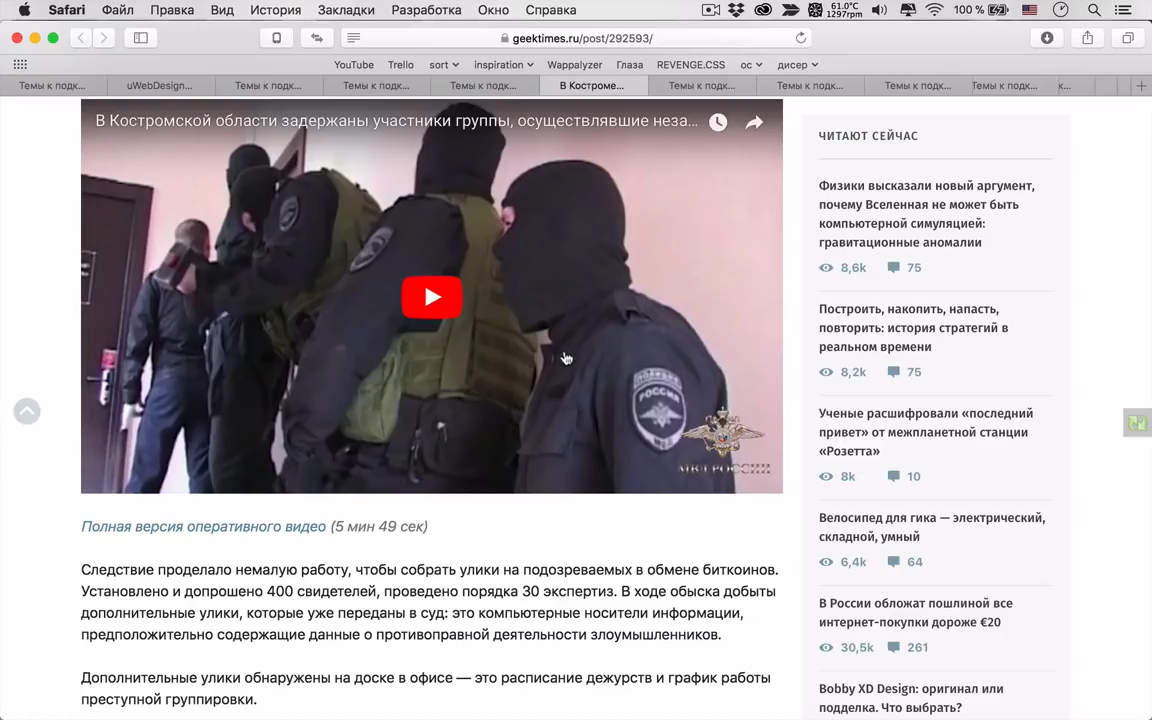 Safari Файл Правка Вид История Закладки Разработка Окно Справка 61.0°C 1297rpm 100 %
geektimes.ru/post/292593/
YouTube Trello sort inspiration Wappalyzer Глаза REVENGE.CSS ос дисер
Темы к подк... uWebDesign... Темы к подк... Темы к подк... Темы к подк... В Костроме... Темы к подк... Темы к подк... Темы к подк... Темы к подк... к...
В Костромской области задержаны участники группы, осуществлявшие неза...
РОССИЯ
МВД РОССИИ
Полная версия оперативного видео (5 мин 49 сек)
Следствие проделало немалую работу, чтобы собрать улики на подозреваемых в обмене биткоинов.
Установлено и допрошено 400 свидетелей, проведено порядка 30 экспертиз. В ходе обыска добыты
дополнительные улики, которые уже переданы в суд: это компьютерные носители информации,
предположительно содержащие данные о противоправной деятельности злоумышленников.
Дополнительные улики обнаружены на доске в офисе — это расписание дежурств и график работы
преступной группировки.
ЧИТАЮТ СЕЙЧАС
Физики высказали новый аргумент,
почему Вселенная не может быть
компьютерной симуляцией:
гравитационные аномалии
8,6k 75
Построить, накопить, напасть,
повторить: история стратегий в
реальном времени
8,2k 75
Ученые расшифровали «последний
привет» от межпланетной станции
«Розетта»
8k 10
Велосипед для гика — электрический,
складной, умный
6,4k 64
В России обложат пошлиной все
интернет-покупки дороже €20
30,5k 261
Bobby XD Design: оригинал или
подделка. Что выбрать?